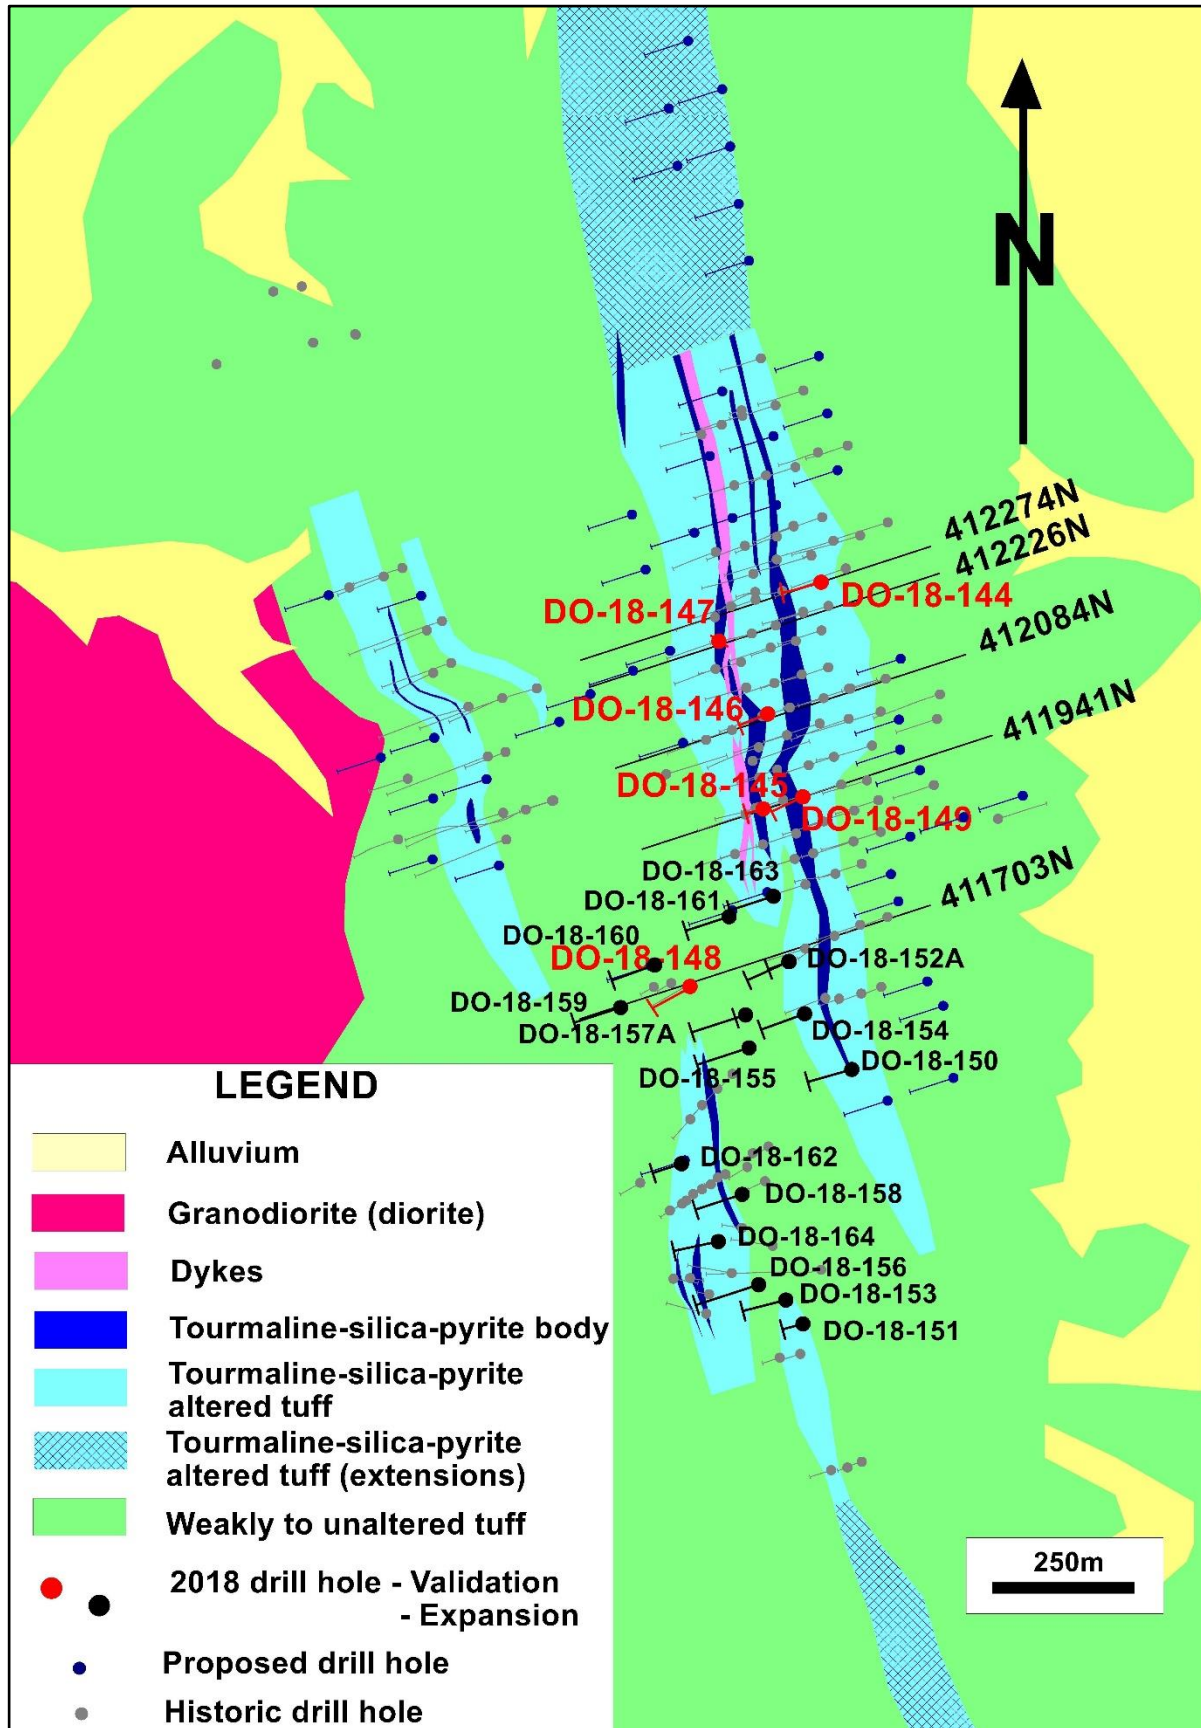 N
412274N
412226N
DO-18-147
DO-18-144
412084N
DO-18-146
411941N
DO-18-145
DO-18-149
DO-18-163
411703N
DO-18-161
DO-18-160
DO-18-148
DO-18-152A
DO-18-159
DO-18-157A
DO-18-154
DO-18-150
DO-18-155
LEGEND
Alluvium
DO-18-162
DO-18-158
Granodiorite (diorite)
DO-18-164
Dykes
DO-18-156
DO-18-153
Tourmaline-silica-pyrite body
DO-18-151
Tourmaline-silica-pyrite
altered tuff
Tourmaline-silica-pyrite
altered tuff (extensions)
Weakly to unaltered tuff
250m
2018 drill hole - Validation
- Expansion
Proposed drill hole
Historic drill hole